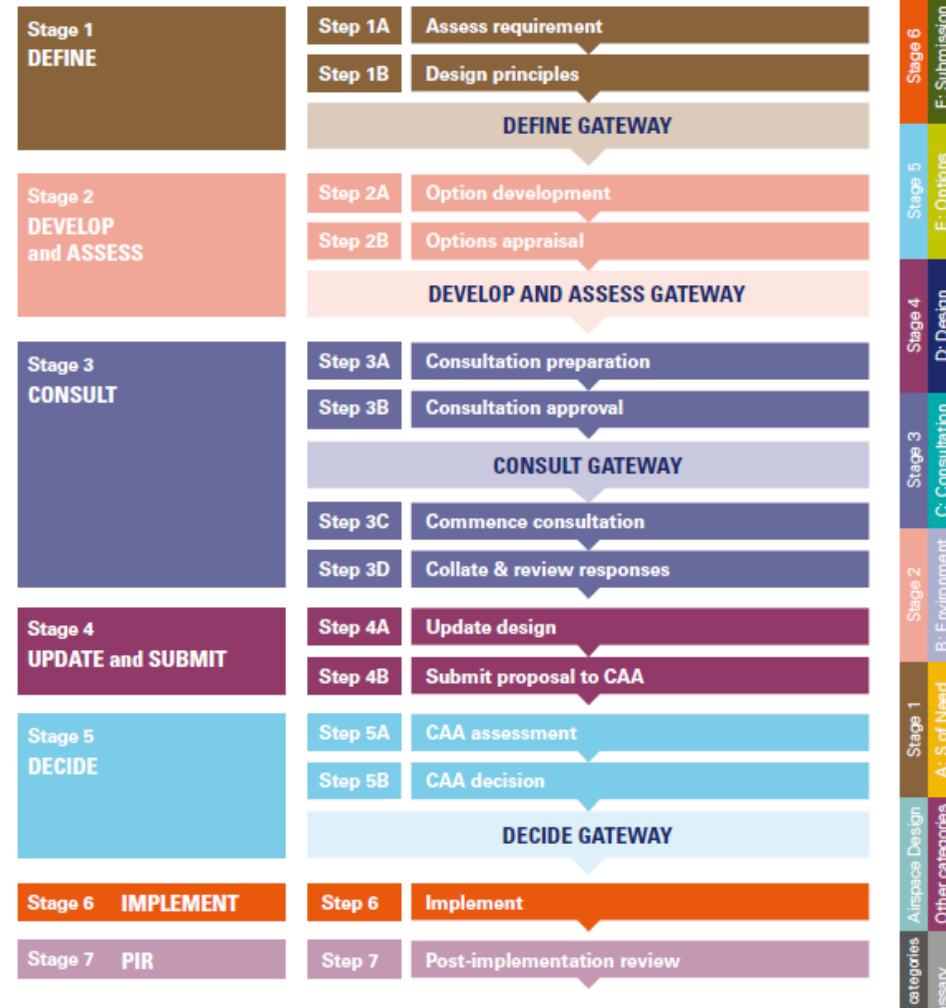 Stage 1
DEFINE
Step 1A Assess requirement
Step 1B Design principles
DEFINE GATEWAY
Stage 2
DEVELOP
and ASSESS
Step 2A Option development
Step 2B Options appraisal
DEVELOP AND ASSESS GATEWAY
Stage 3
CONSULT
Step 3A Consultation preparation
Step 3B Consultation approval
CONSULT GATEWAY
Step 3C Commence consultation
Step 3D Collate & review responses
Stage 4
UPDATE and SUBMIT
Step 4A Update design
Step 4B Submit proposal to CAA
Stage 5
DECIDE
Step 5A CAA assessment
Step 5B CAA decision
DECIDE GATEWAY
Stage 6 IMPLEMENT
Step 6 Implement
Stage 7 PIR
Step 7 Post-implementation review
Stage 6
F: Submission
Stage 5
E: Options
Stage 4
D: Design
Stage 3
C: Consultation
Stage 2
B: Environment
Stage 1
A: S of Need
Airspace Design
Other categories
categories